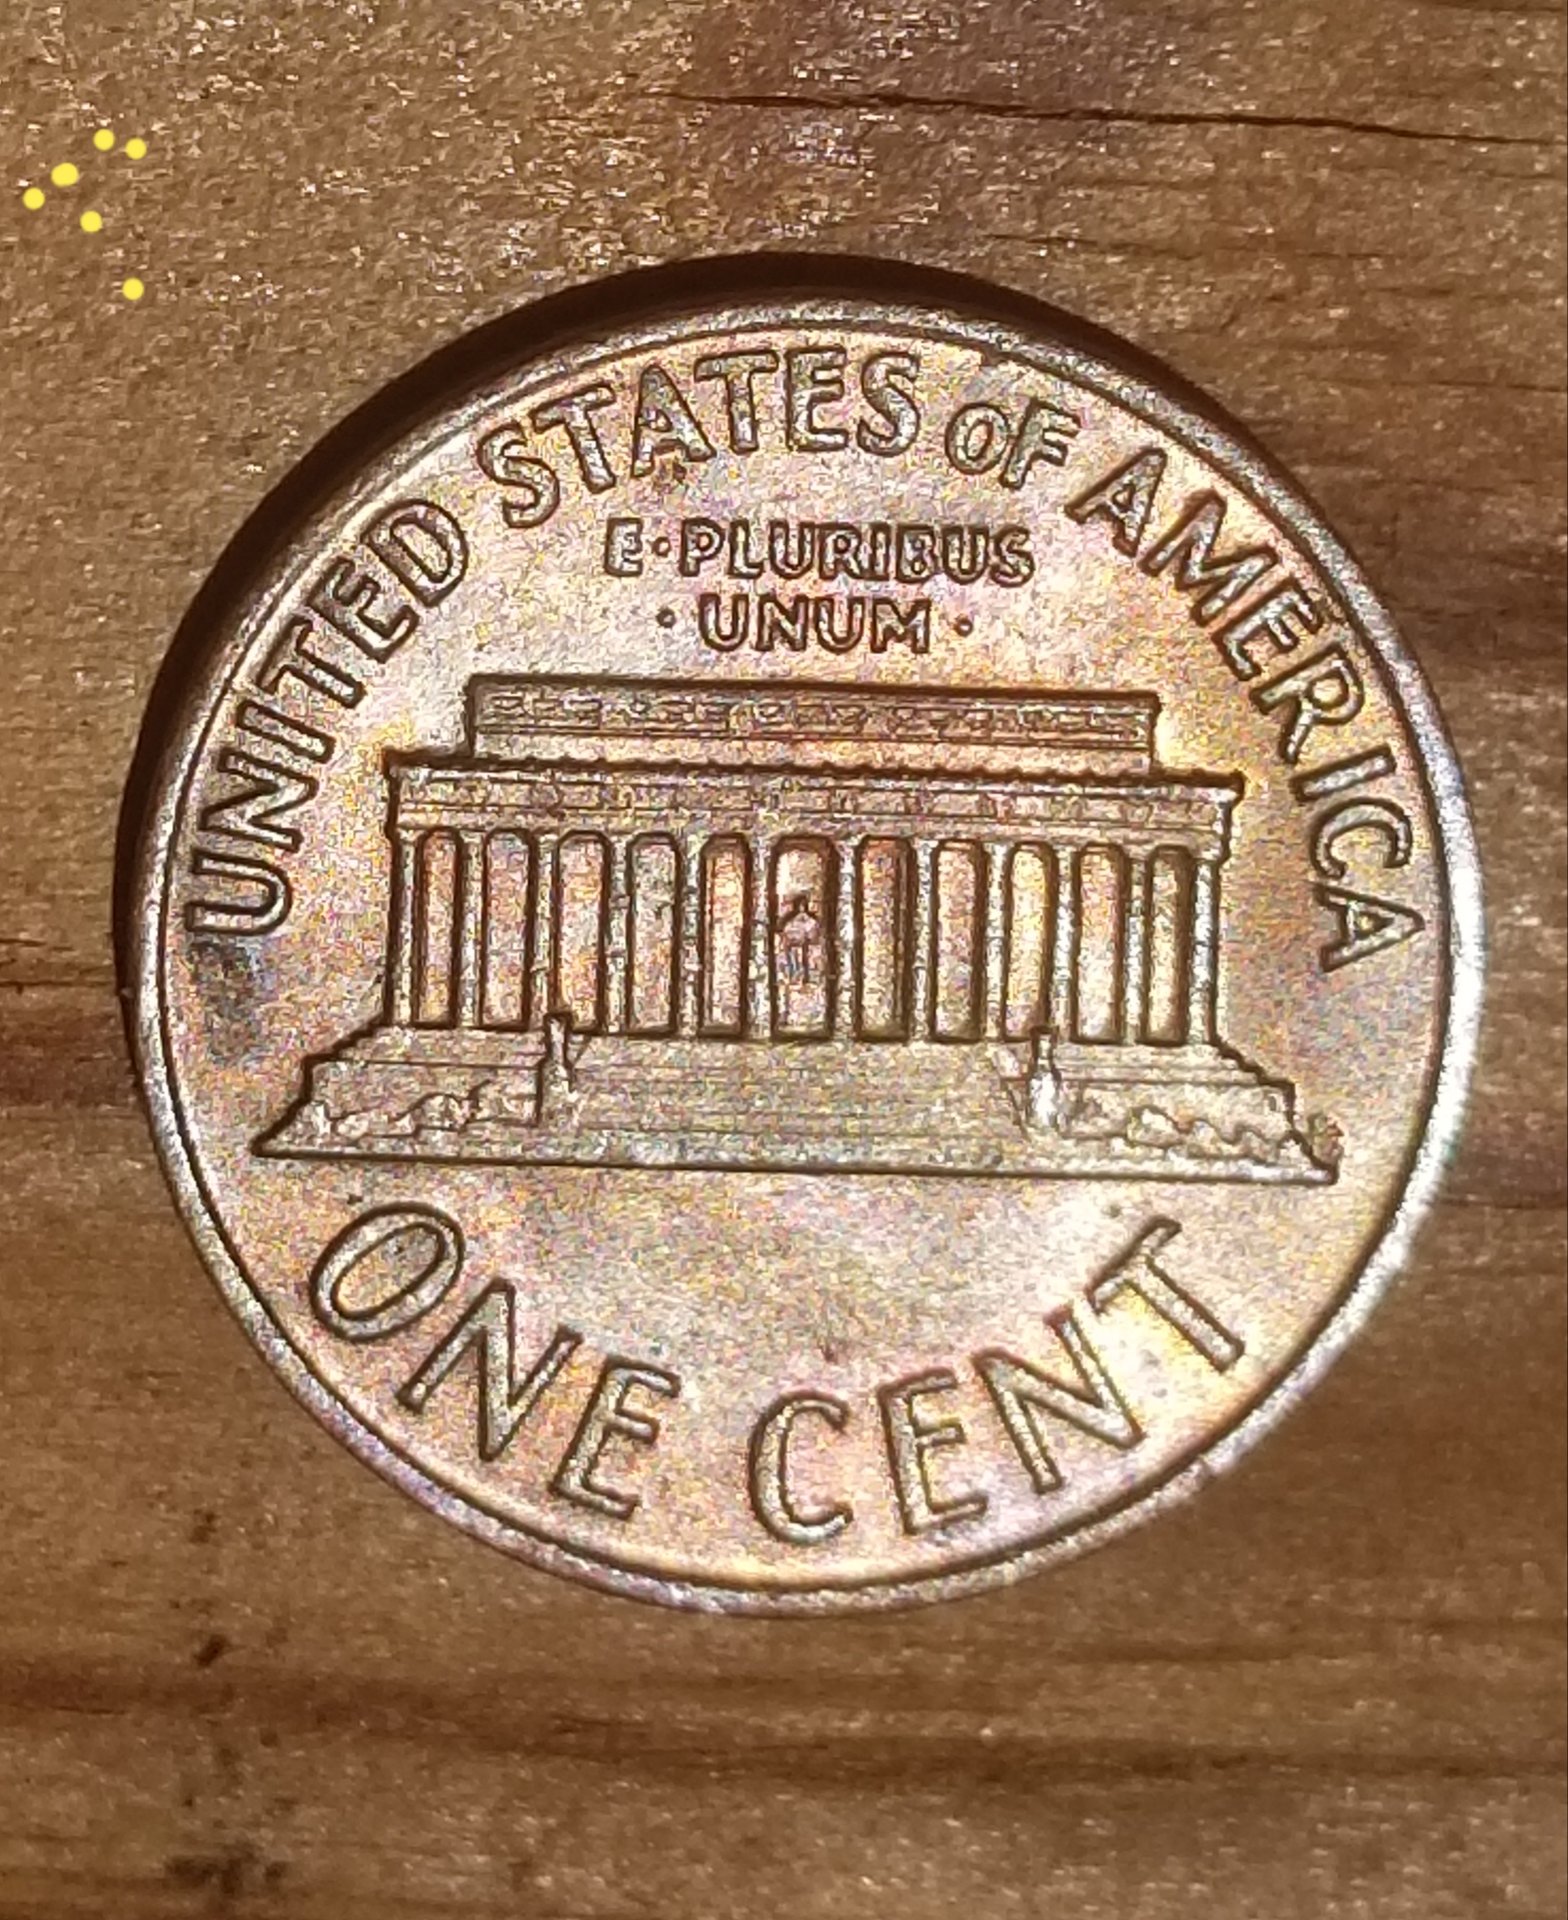 UNITED STATES OF AMERICA
E·PLURIBUS
·UNUM·
ONE CENT